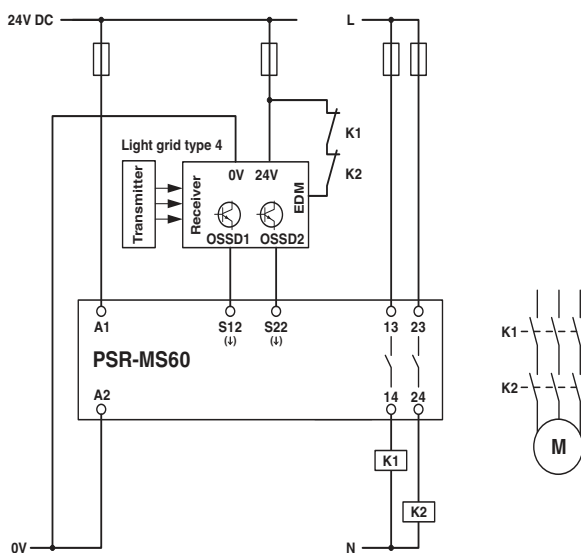 24V DC
L
K1
Light grid type 4
K2
0V 24V
Transmitter
Receiver
EDM
OSSD1 OSSD2
A1 S12 S22 13 23
(↓) (↓)
PSR-MS60
K1
A2 14 24
K2
K1
M
K2
0V
N